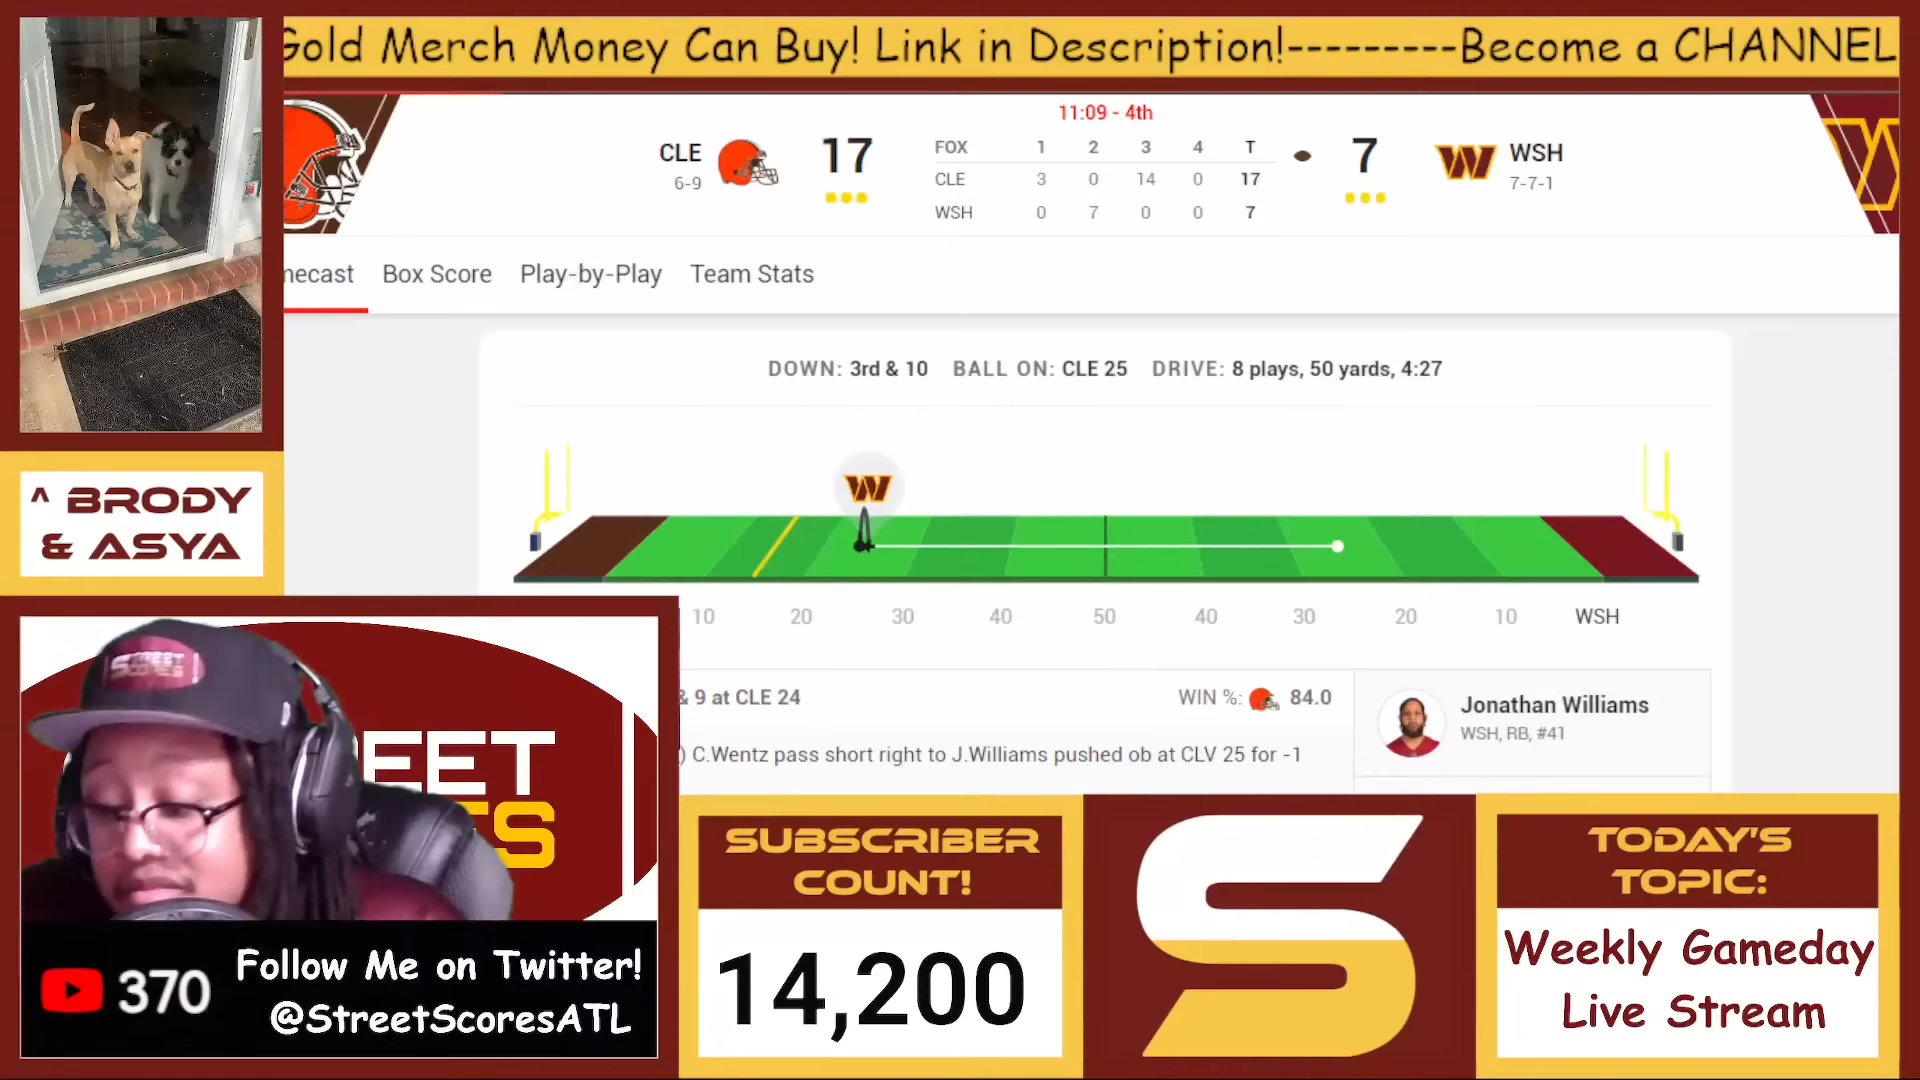 Gold Merch Money Can Buy! Link in Description!---------Become a CHANNEL
11:09 - 4th
CLE 17 FOX 1 2 3 4 T 7 WSH
6-9 CLE 3 0 14 0 17 7-7-1
WSH 0 7 0 0 7
mecast Box Score Play-by-Play Team Stats
DOWN: 3rd & 10 BALL ON: CLE 25 DRIVE: 8 plays, 50 yards, 4:27
W
10 20 30 40 50 40 30 20 10 WSH
& 9 at CLE 24 WIN %: 84.0
) C.Wentz pass short right to J.Williams pushed ob at CLV 25 for -1
Jonathan Williams
WSH, RB, #41
^ BRODY
& ASYA
STREET
SCORES
EET
ES
370
Follow Me on Twitter!
@StreetScoresATL
SUBSCRIBER
COUNT!
14,200
S
TODAY'S
TOPIC:
Weekly Gameday
Live Stream